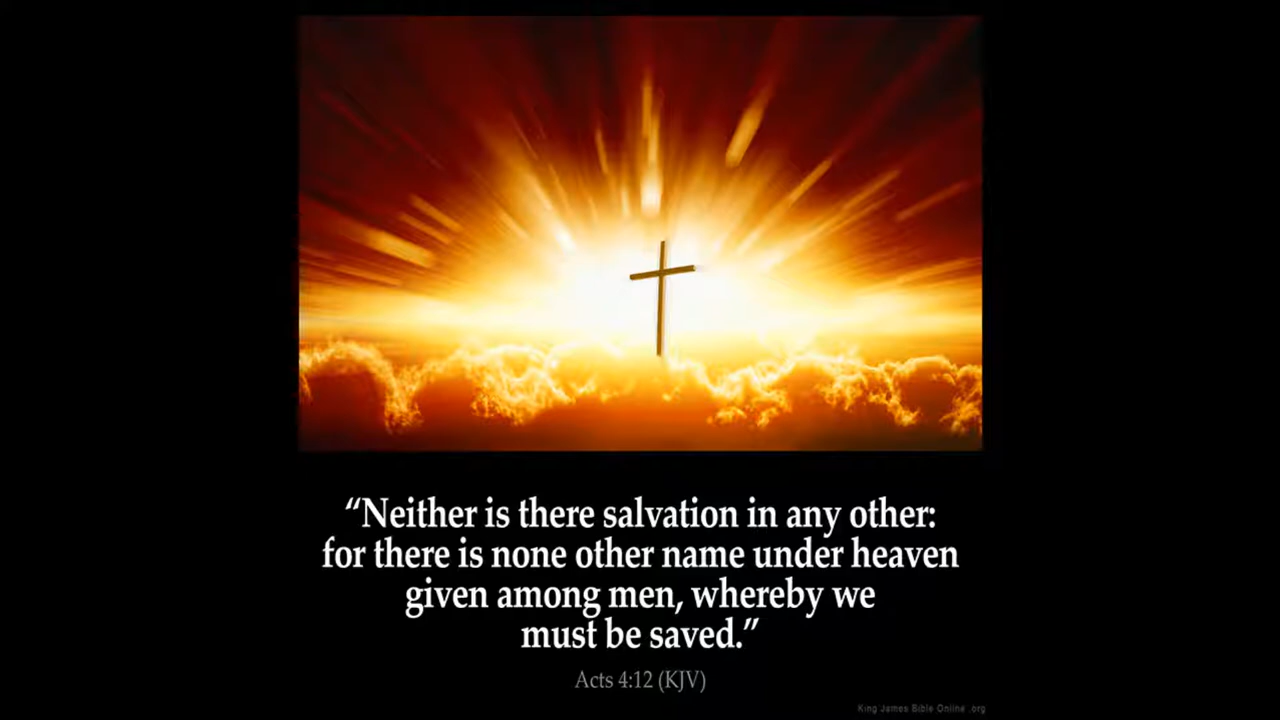 “Neither is there salvation in any other:
for there is none other name under heaven
given among men, whereby we
must be saved.”
Acts 4:12 (KJV)
King James Bible Online .org